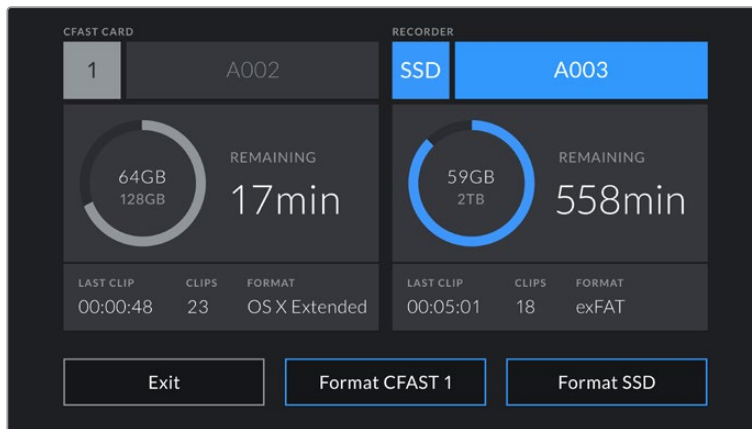 CFAST CARD
1 A002
64GB
128GB
REMAINING
17min
LAST CLIP CLIPS FORMAT
00:00:48 23 OS X Extended
RECORDER
SSD A003
59GB
2TB
REMAINING
558min
LAST CLIP CLIPS FORMAT
00:05:01 18 exFAT
Exit Format CFAST 1 Format SSD